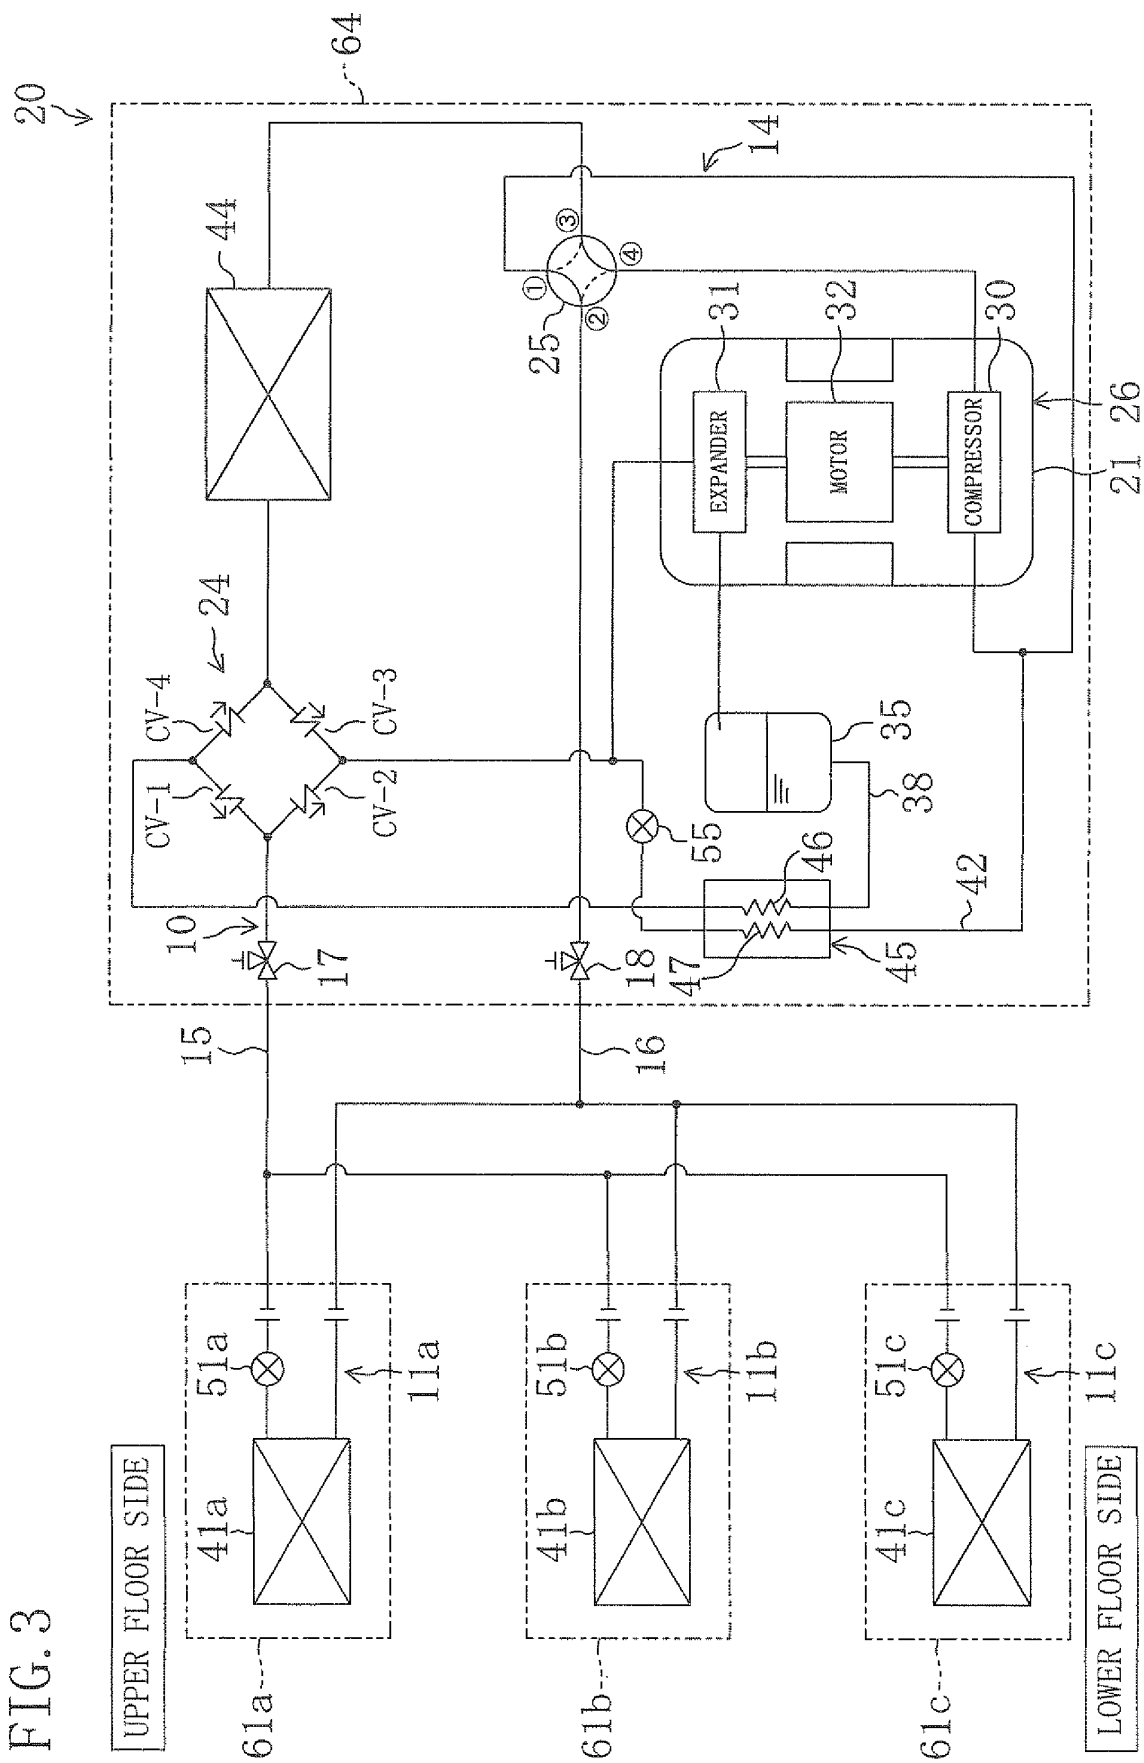 FIG. 3
UPPER FLOOR SIDE
LOWER FLOOR SIDE
20
64
44
14
24
CV-4
CV-3
CV-1
CV-2
①
②
③
④
25
31
32
30
EXPANDER
MOTOR
COMPRESSOR
26
21
35
38
55
46
47
45
42
10
17
18
15
16
51a
11a
41a
61a
51b
11b
41b
61b
51c
11c
41c
61c